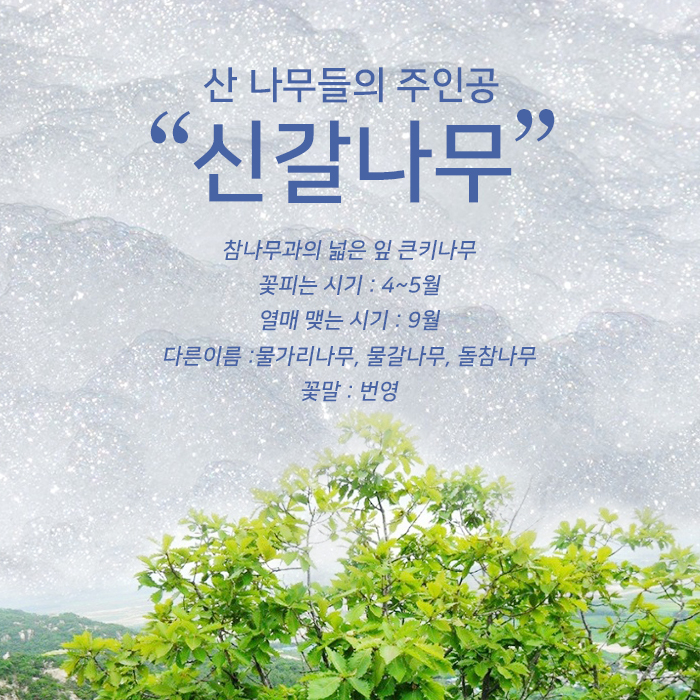 산 나무들의 주인공
“신갈나무”
참나무과의 넓은 잎 큰키나무
꽃피는 시기 : 4~5월
열매 맺는 시기 : 9월
다른이름 :물가리나무, 물갈나무, 돌참나무
꽃말 : 번영